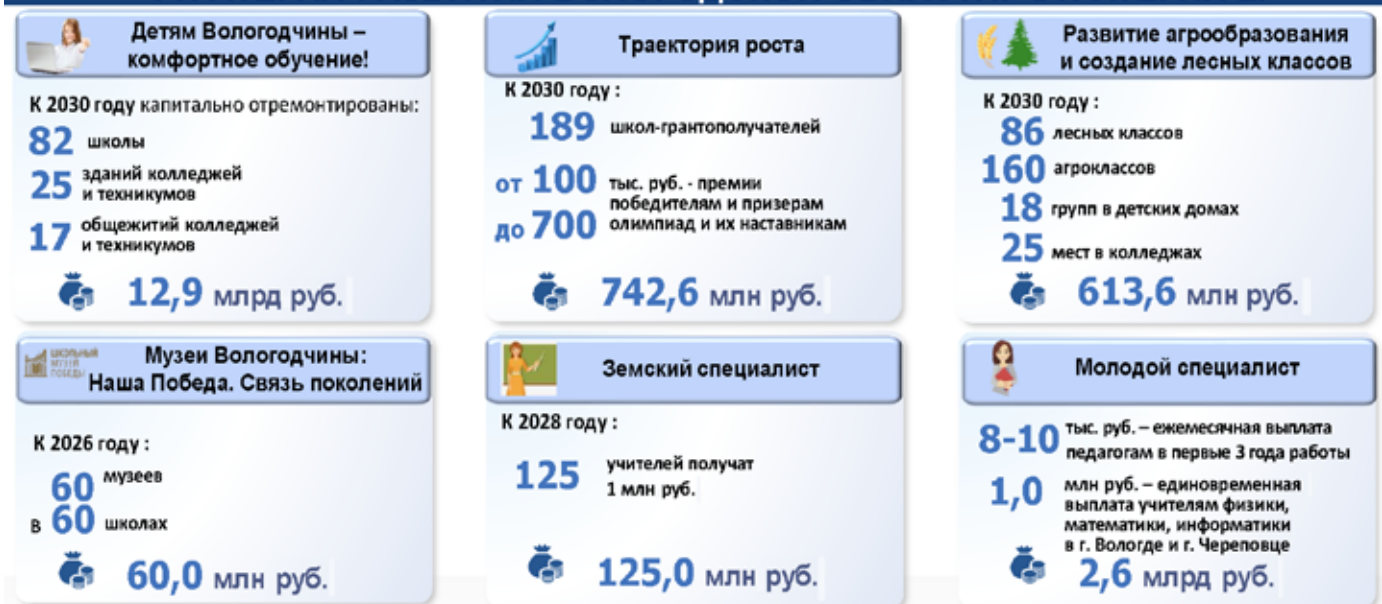 Детям Вологодчины –
комфортное обучение!
К 2030 году капитально отремонтированы:
82 школы
25 зданий колледжей
и техникумов
17 общежитий колледжей
и техникумов
12,9 млрд руб.
Траектория роста
К 2030 году :
189 школ-грантополучателей
от 100 тыс. руб. - премии
победителям и призерам
до 700 олимпиад и их наставникам
742,6 млн руб.
Развитие агрообразования
и создание лесных классов
К 2030 году :
86 лесных классов
160 агроклассов
18 групп в детских домах
25 мест в колледжах
613,6 млн руб.
ШКОЛЬНЫЙ
МУЗЕЙ
ПОБЕДЫ
Музеи Вологодчины:
Наша Победа. Связь поколений
К 2026 году :
60 музеев
в 60 школах
60,0 млн руб.
Земский специалист
К 2028 году :
125 учителей получат
1 млн руб.
125,0 млн руб.
Молодой специалист
8-10 тыс. руб. – ежемесячная выплата
педагогам в первые 3 года работы
1,0 млн руб. – единовременная
выплата учителям физики,
математики, информатики
в г. Вологде и г. Череповце
2,6 млрд руб.